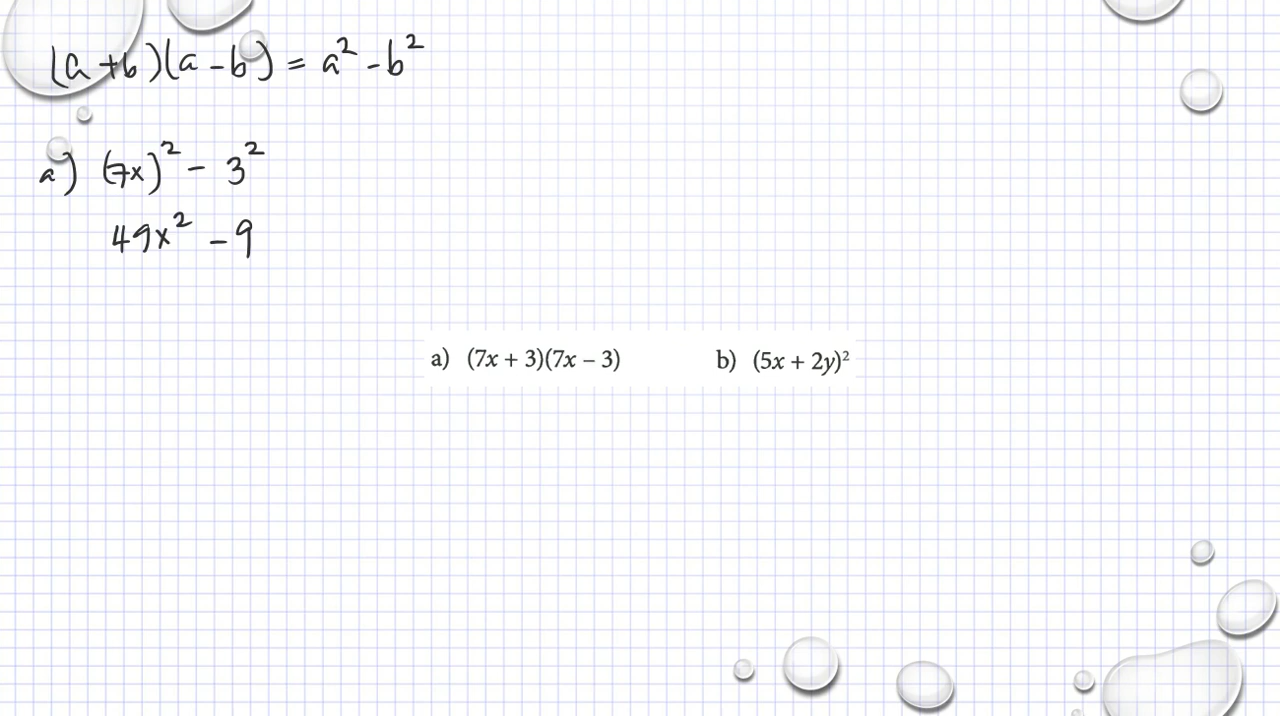 (a + b)(a - b) = a² - b²
a) (7x)² - 3²
49x² - 9
a) (7x + 3)(7x – 3) b) (5x + 2y)²